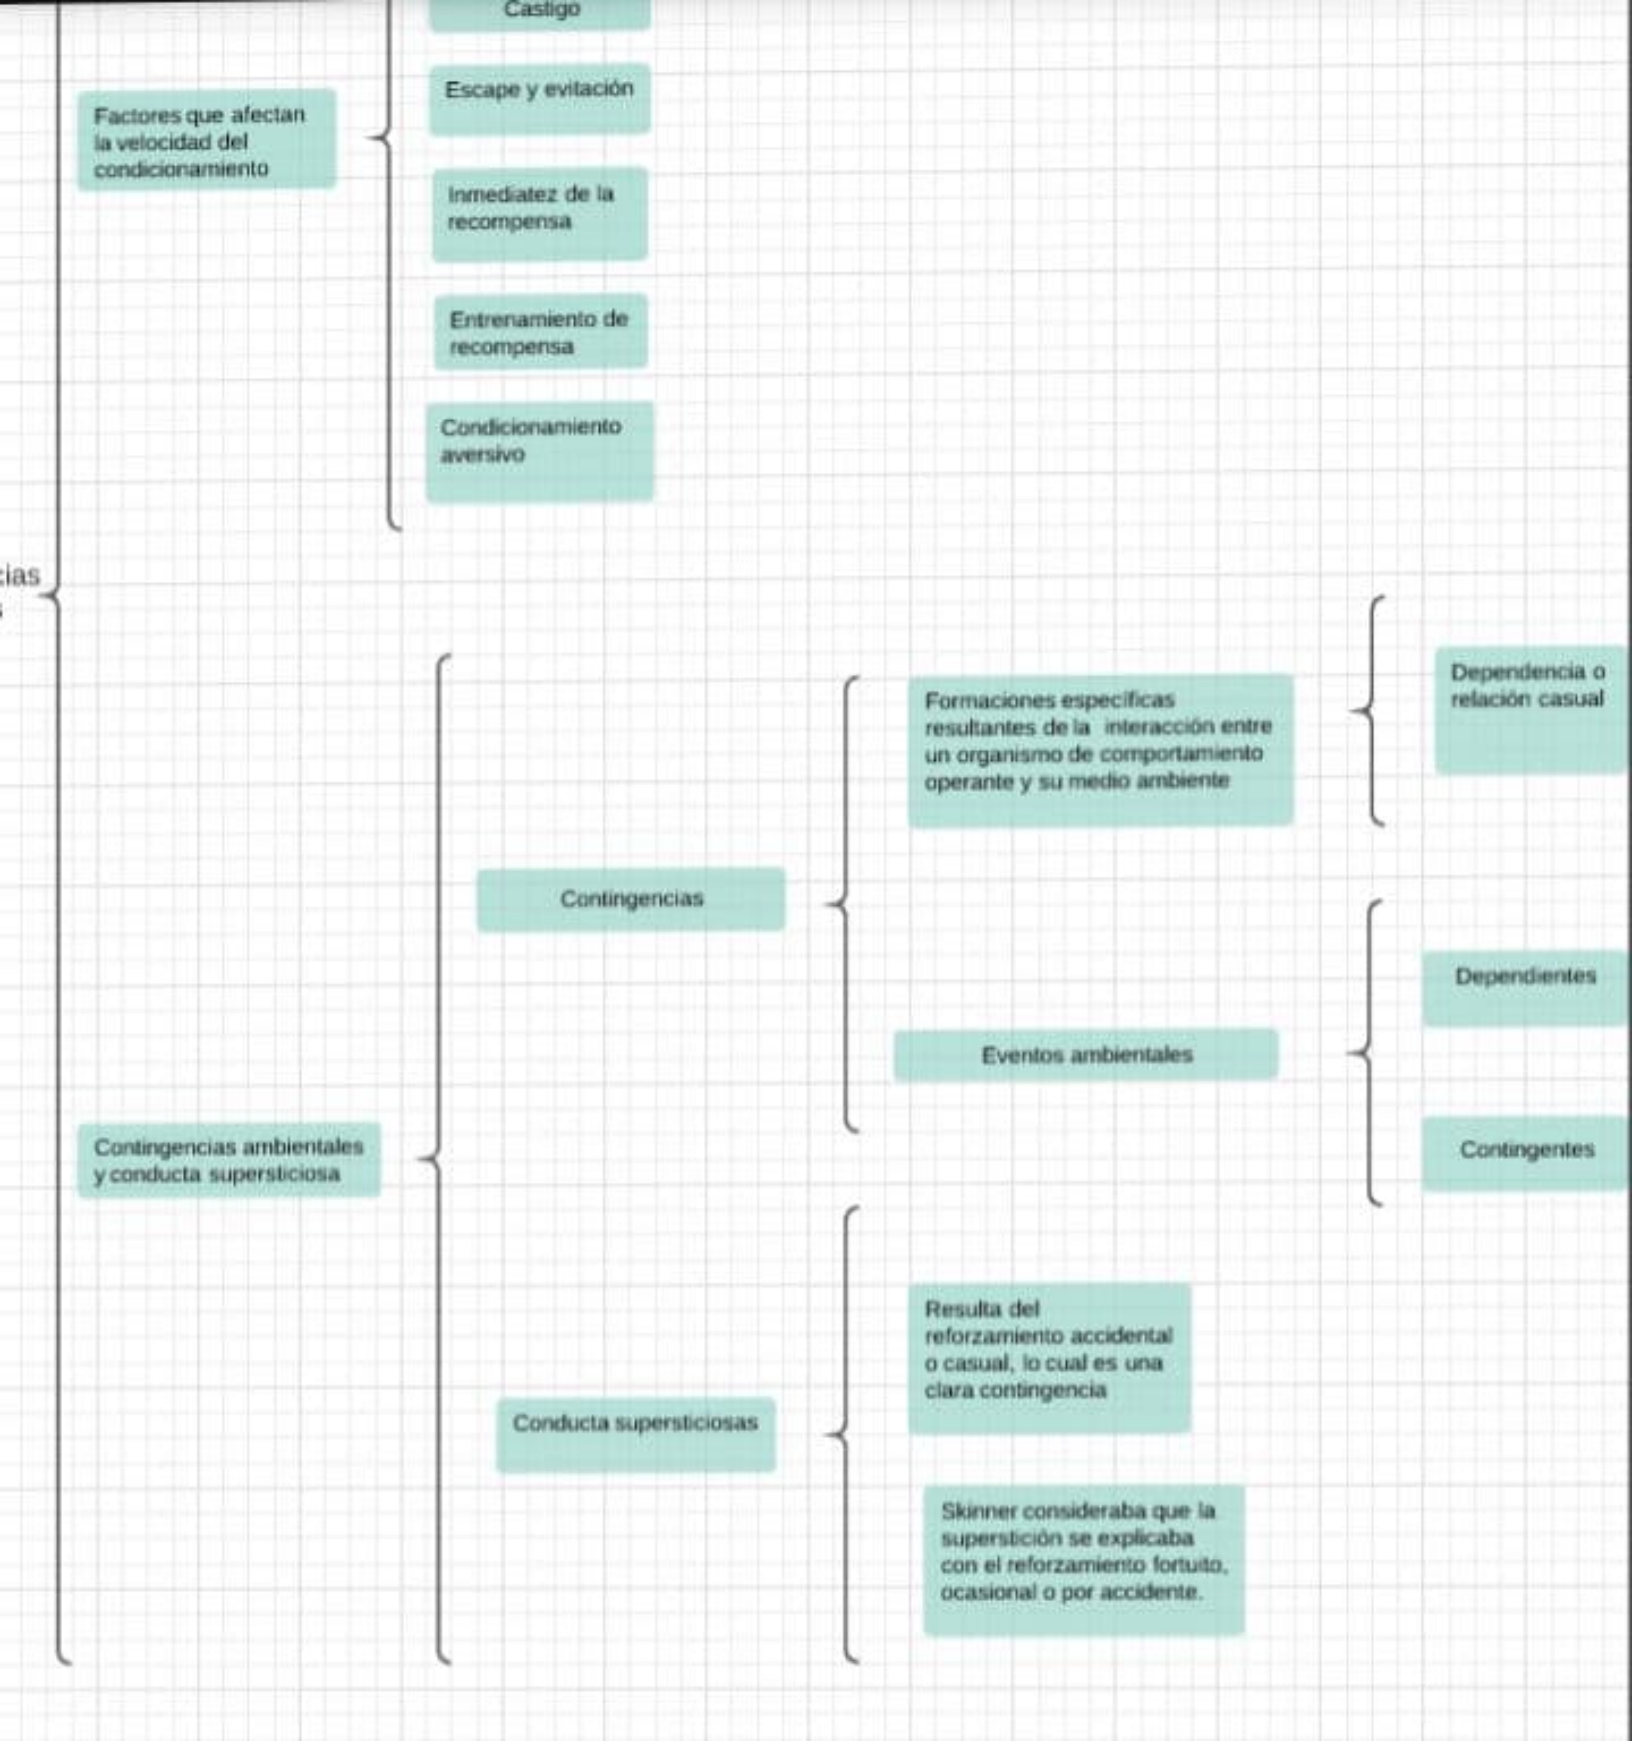 Castigo
Escape y evitación
Factores que afectan
la velocidad del
condicionamiento
Inmediatez de la
recompensa
Entrenamiento de
recompensa
Condicionamiento
aversivo
Formaciones específicas
resultantes de la interacción entre
un organismo de comportamiento
operante y su medio ambiente
Dependencia o
relación casual
Contingencias
Eventos ambientales
Dependientes
Contingentes
Contingencias ambientales
y conducta supersticiosa
Conducta supersticiosas
Resulta del
reforzamiento accidental
o casual, lo cual es una
clara contingencia
Skinner consideraba que la
superstición se explicaba
con el reforzamiento fortuito,
ocasional o por accidente.